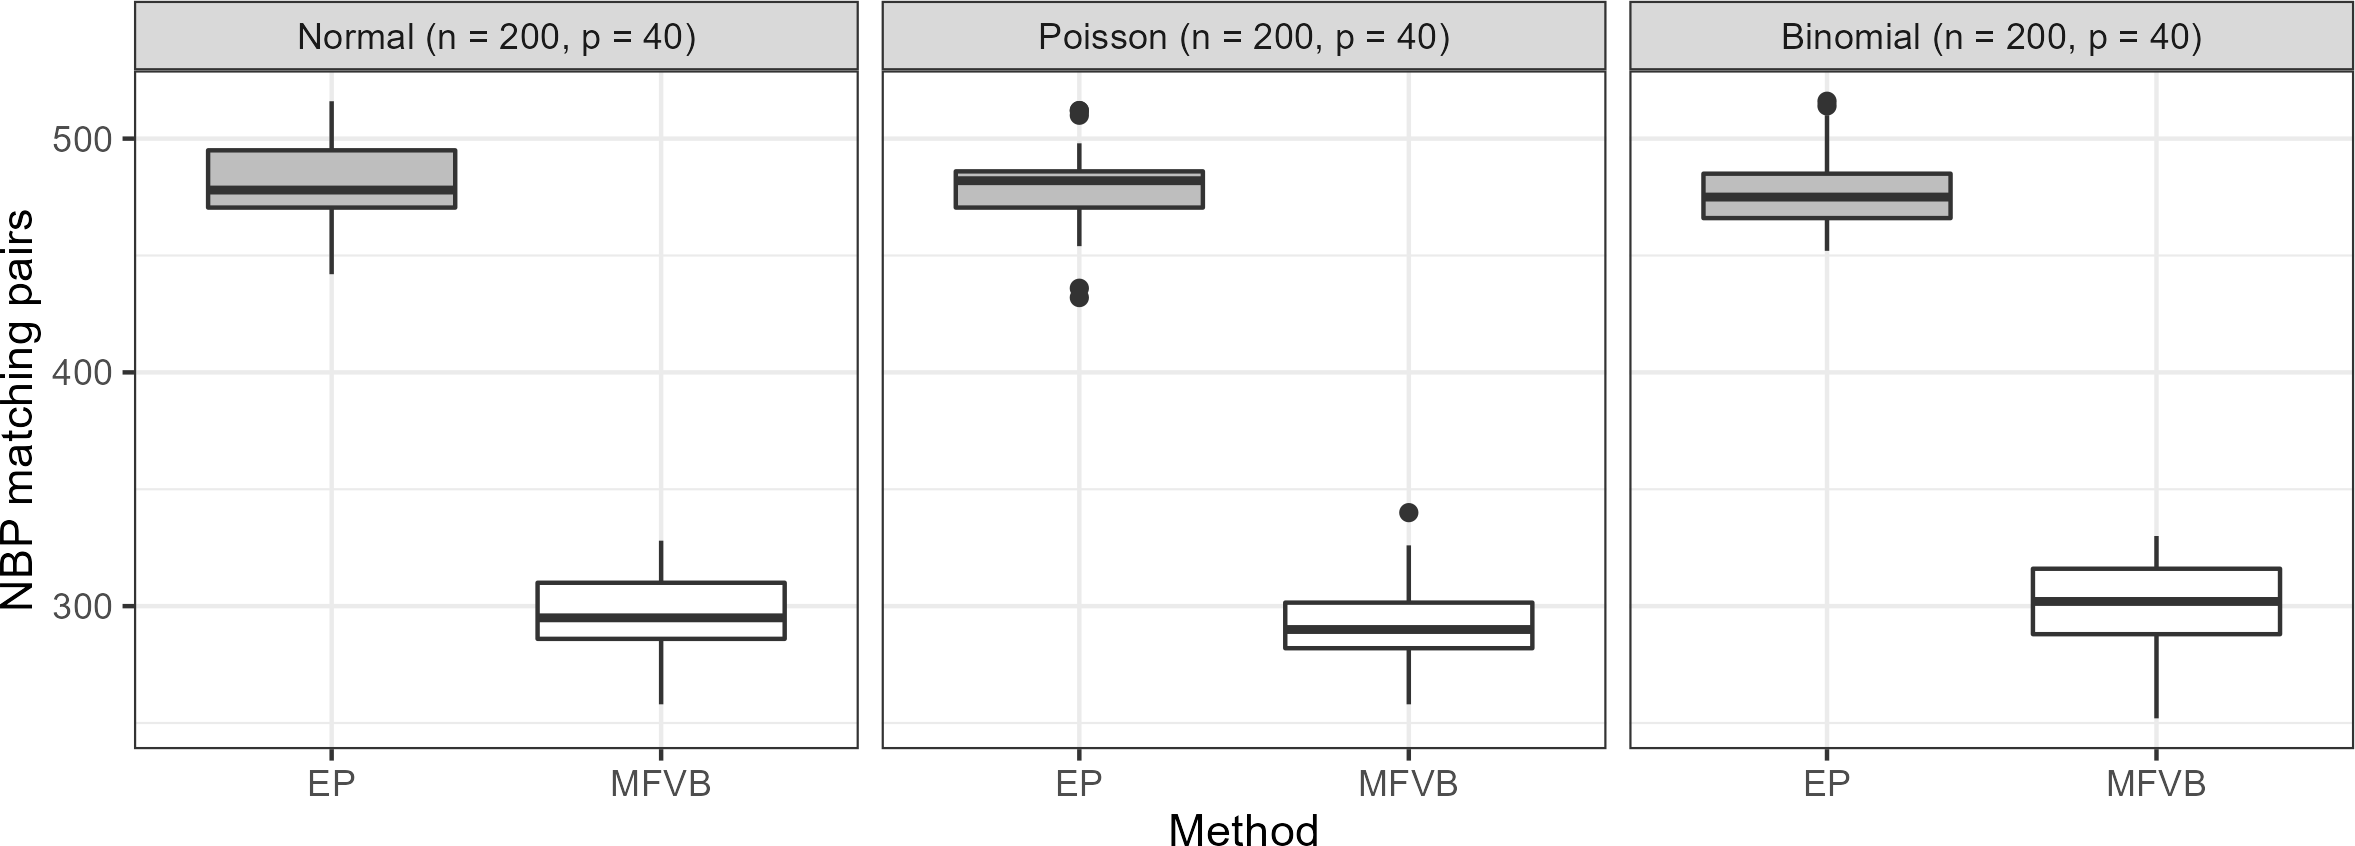 Normal (n = 200, p = 40)
Poisson (n = 200, p = 40)
Binomial (n = 200, p = 40)
NBP matching pairs
500
400
300
EP
MFVB
EP
MFVB
EP
MFVB
Method